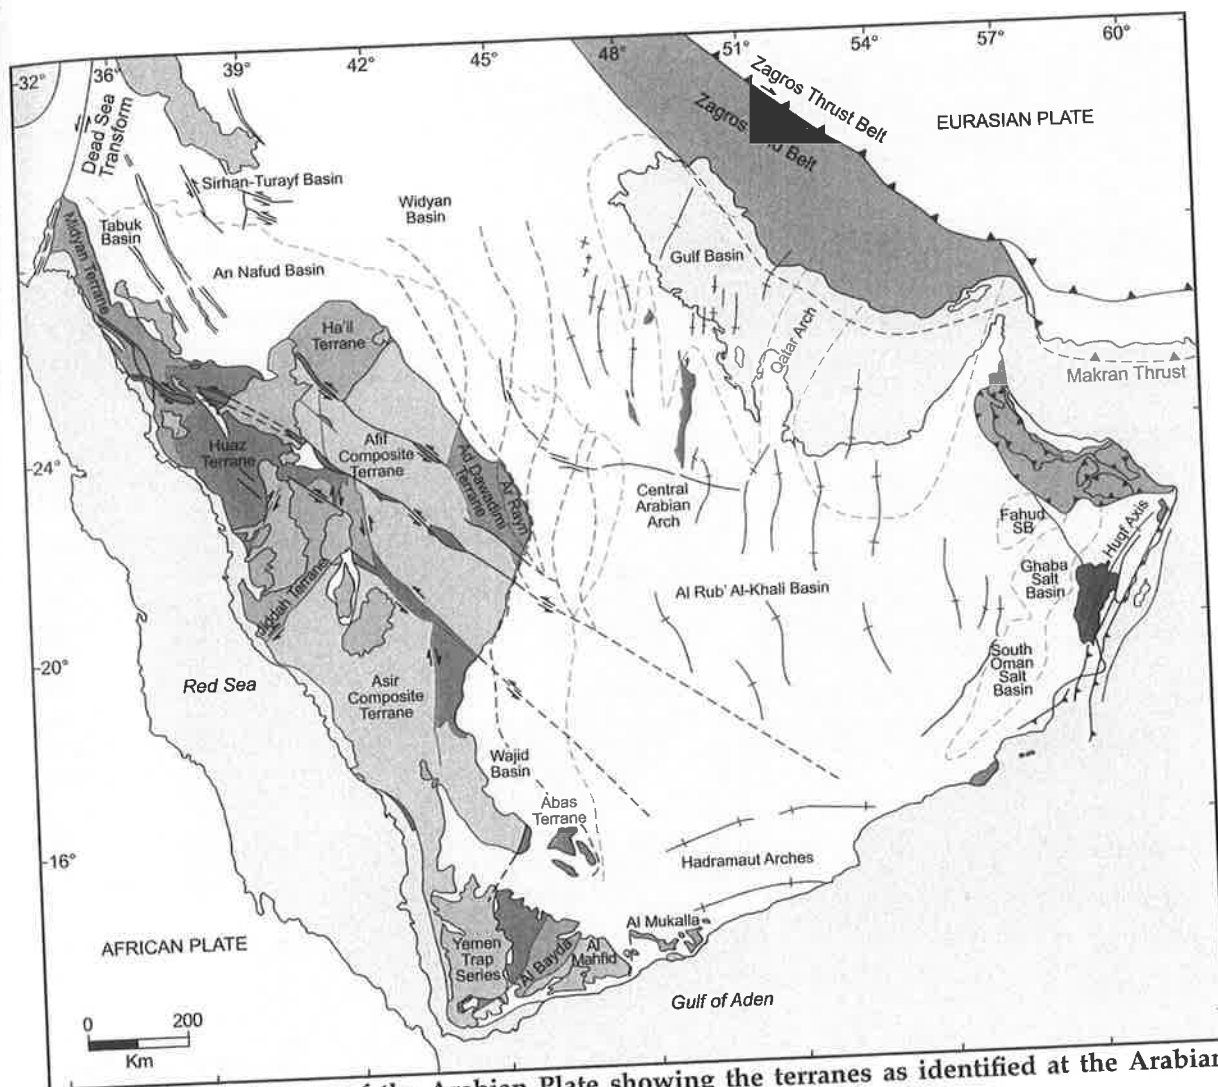 36°
39°
42°
45°
48°
51°
54°
57°
60°
32°
24°
20°
16°
Dead Sea
Transform
Zagros Thrust Belt
Zagros
Belt
EURASIAN PLATE
Sirhan-Turayf Basin
Widyan
Basin
Tabuk
Basin
Midyan Terrane
An Nafud Basin
Gulf Basin
Ha'il
Terrane
Qatar Arch
Makran Thrust
Huaz
Terrane
Afif
Composite
Terrane
Ad Dawadimi
Terrane
Ar Rayn
Central
Arabian
Arch
Fahud
SB
Huqf Axis
Ghaba
Salt
Basin
Jiddah Terrane
Al Rub' Al-Khali Basin
South
Oman
Salt
Basin
Red Sea
Asir
Composite
Terrane
Wajid
Basin
Abas
Terrane
Hadramaut Arches
Al Mukalla
AFRICAN PLATE
Yemen
Trap
Series
Al Bayda
Al
Mahfid
Gulf of Aden
0 200
Km
the Arabian Plate showing the terranes as identified at the Arabian